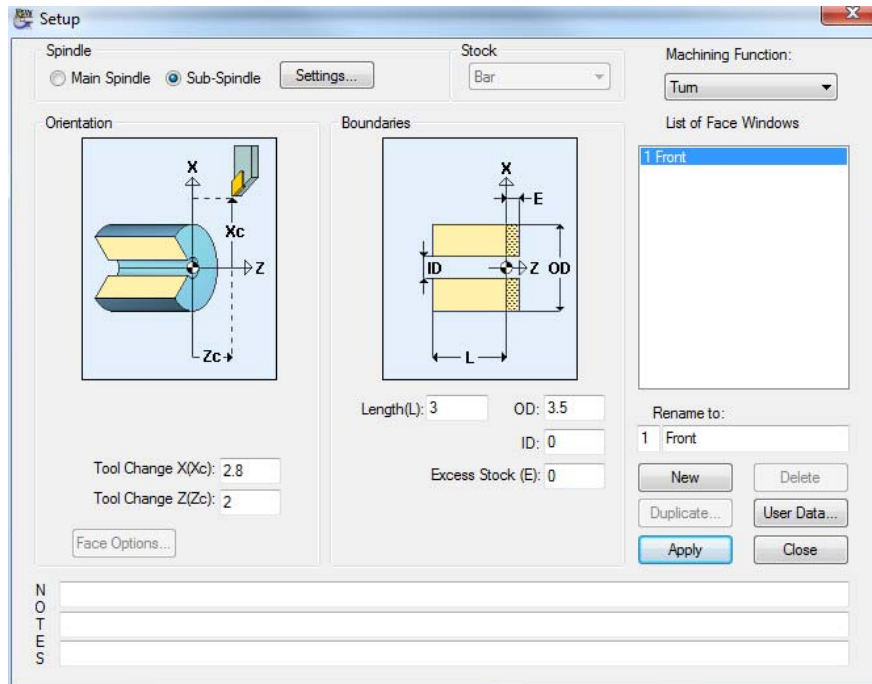 Setup
Spindle
Main Spindle Sub-Spindle Settings...
Stock
Bar
Machining Function:
Turn
Orientation
X
Xc
Z
Zc
Boundaries
X
E
ID Z OD
L
Length(L): 3 OD: 3.5
ID: 0
Excess Stock (E): 0
Tool Change X(Xc): 2.8
Tool Change Z(Zc): 2
Face Options...
List of Face Windows
1 Front
Rename to:
1 Front
New Delete
Duplicate... User Data...
Apply Close
NOTES